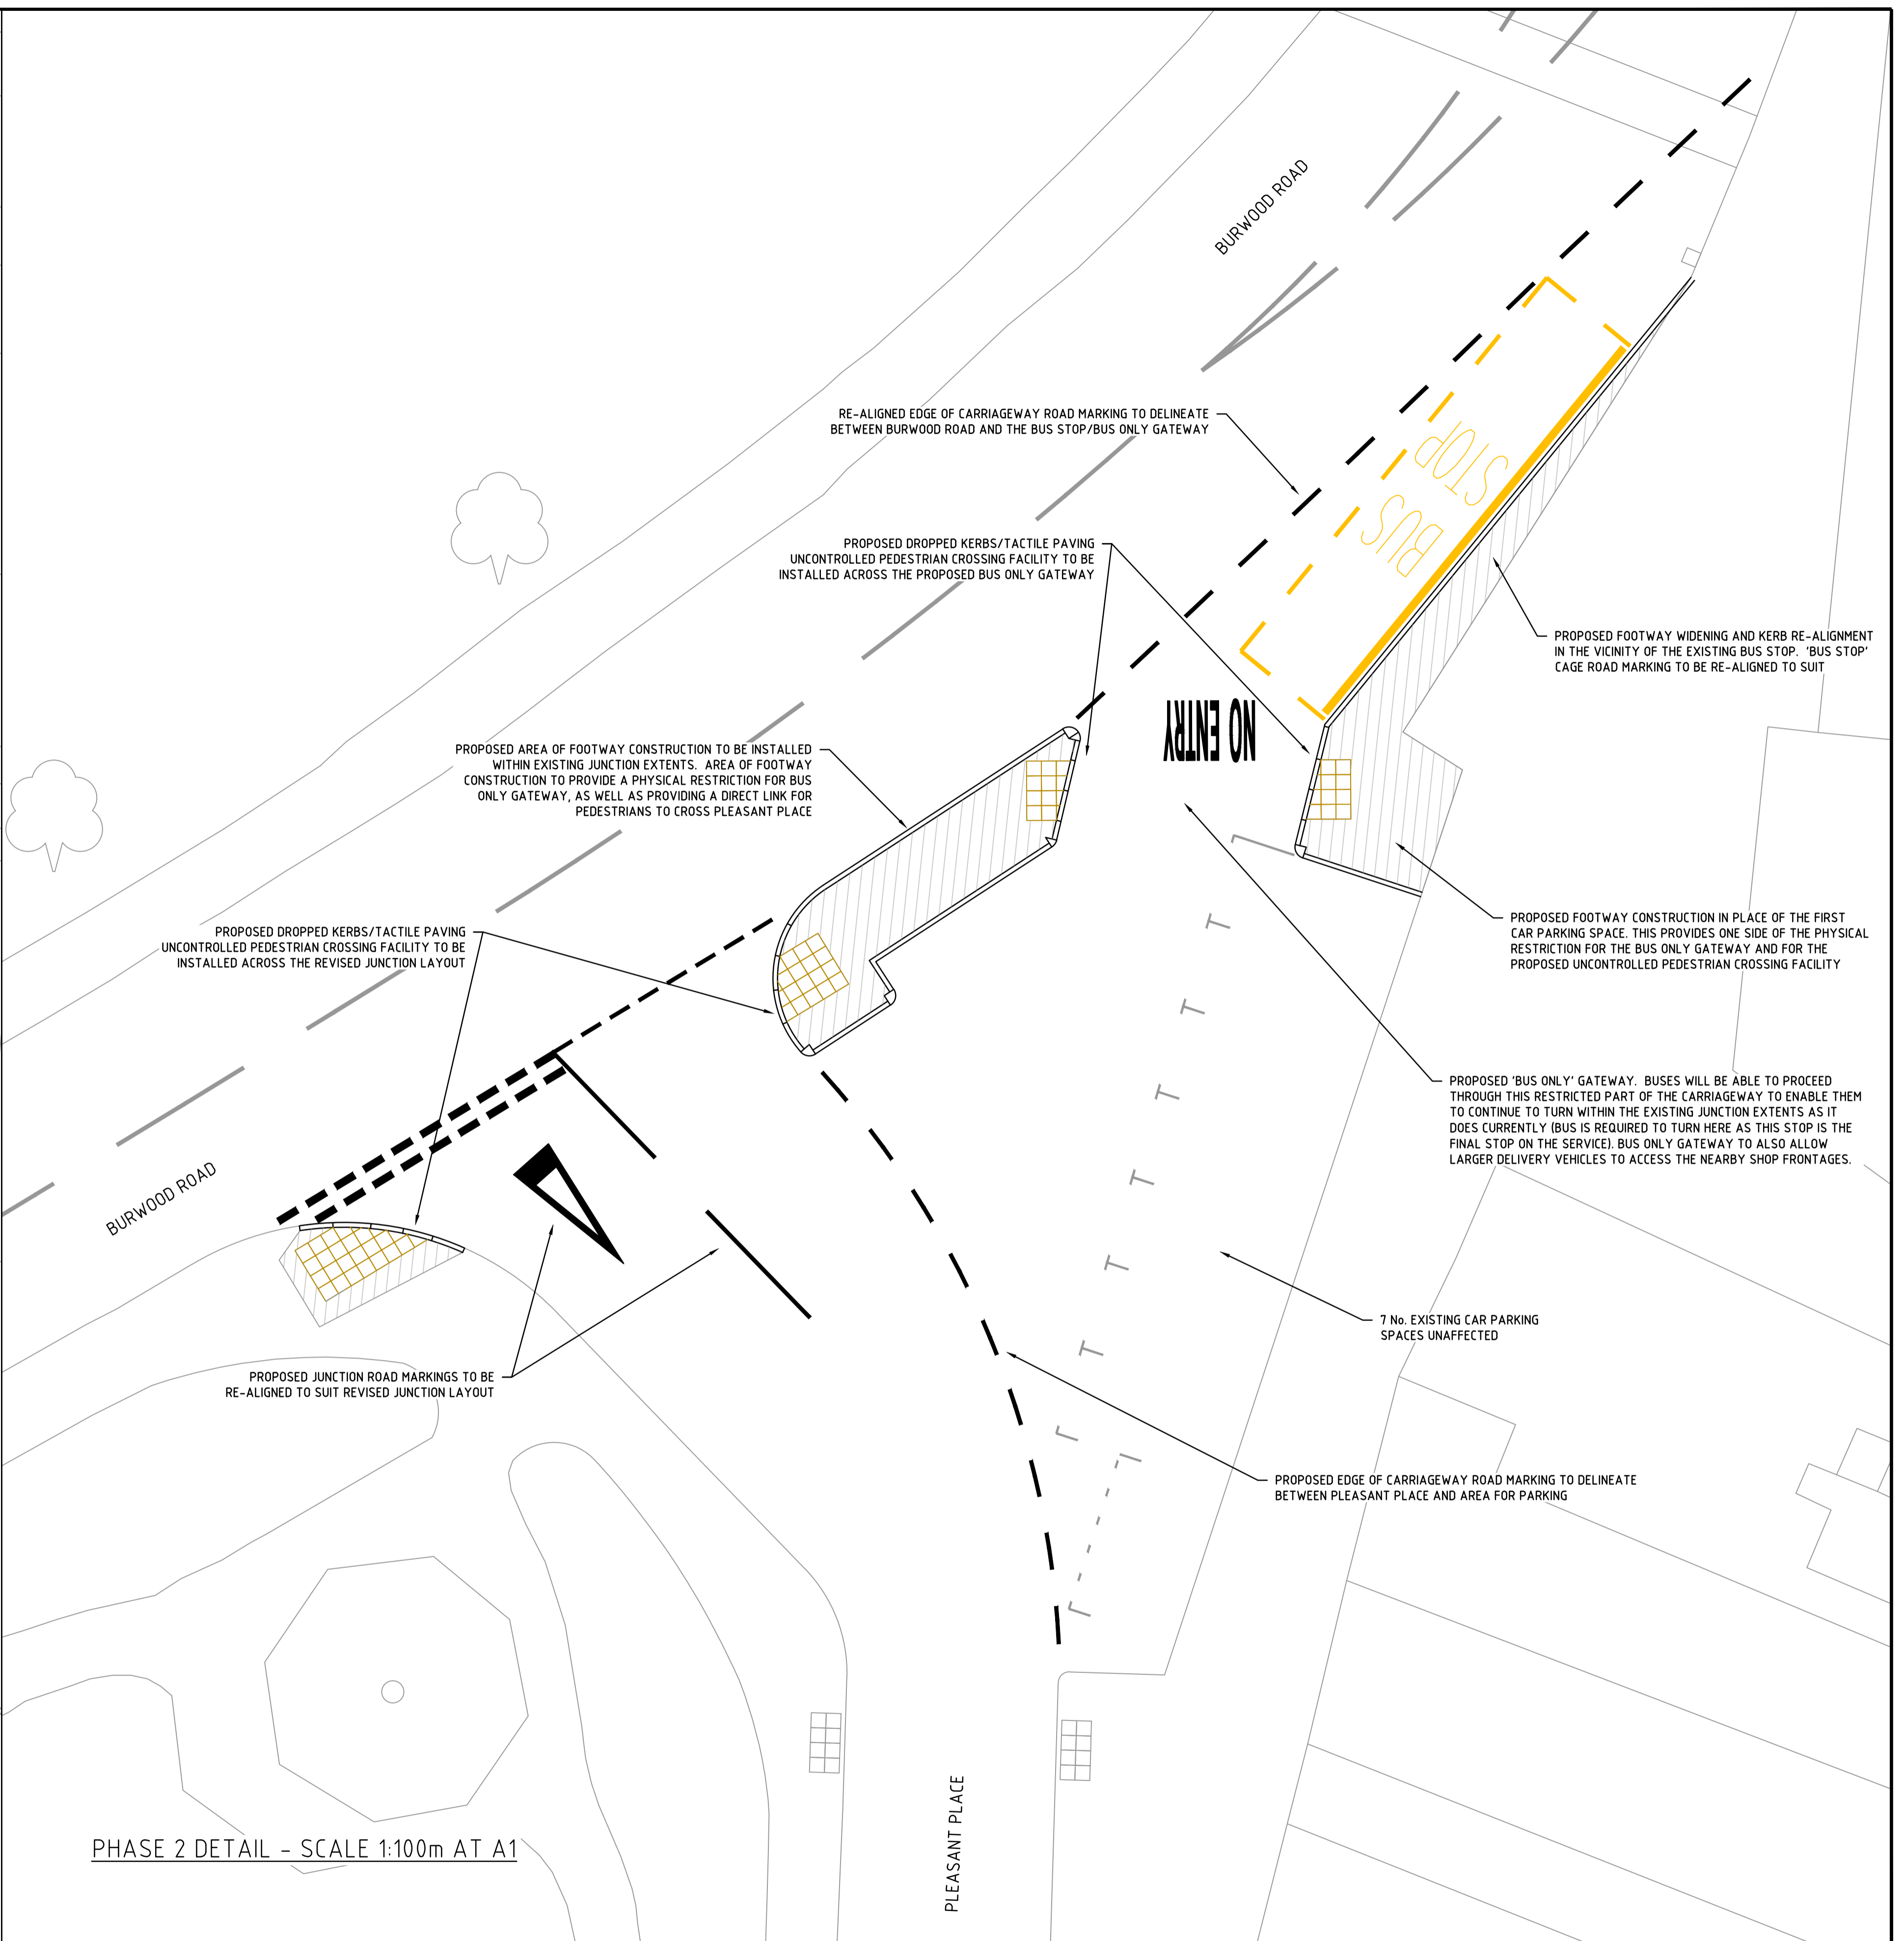 BURWOOD ROAD
RE-ALIGNED EDGE OF CARRIAGEWAY ROAD MARKING TO DELINEATE
BETWEEN BURWOOD ROAD AND THE BUS STOP/BUS ONLY GATEWAY
BUS
STOP
PROPOSED DROPPED KERBS/TACTILE PAVING
UNCONTROLLED PEDESTRIAN CROSSING FACILITY TO BE
INSTALLED ACROSS THE PROPOSED BUS ONLY GATEWAY
PROPOSED FOOTWAY WIDENING AND KERB RE-ALIGNMENT
IN THE VICINITY OF THE EXISTING BUS STOP. 'BUS STOP'
CAGE ROAD MARKING TO BE RE-ALIGNED TO SUIT
NO ENTRY
PROPOSED AREA OF FOOTWAY CONSTRUCTION TO BE INSTALLED
WITHIN EXISTING JUNCTION EXTENTS. AREA OF FOOTWAY
CONSTRUCTION TO PROVIDE A PHYSICAL RESTRICTION FOR BUS
ONLY GATEWAY, AS WELL AS PROVIDING A DIRECT LINK FOR
PEDESTRIANS TO CROSS PLEASANT PLACE
PROPOSED DROPPED KERBS/TACTILE PAVING
UNCONTROLLED PEDESTRIAN CROSSING FACILITY TO BE
INSTALLED ACROSS THE REVISED JUNCTION LAYOUT
PROPOSED FOOTWAY CONSTRUCTION IN PLACE OF THE FIRST
CAR PARKING SPACE. THIS PROVIDES ONE SIDE OF THE PHYSICAL
RESTRICTION FOR THE BUS ONLY GATEWAY AND FOR THE
PROPOSED UNCONTROLLED PEDESTRIAN CROSSING FACILITY
PROPOSED 'BUS ONLY' GATEWAY. BUSES WILL BE ABLE TO PROCEED
THROUGH THIS RESTRICTED PART OF THE CARRIAGEWAY TO ENABLE THEM
TO CONTINUE TO TURN WITHIN THE EXISTING JUNCTION EXTENTS AS IT
DOES CURRENTLY (BUS IS REQUIRED TO TURN HERE AS THIS STOP IS THE
FINAL STOP ON THE SERVICE). BUS ONLY GATEWAY TO ALSO ALLOW
LARGER DELIVERY VEHICLES TO ACCESS THE NEARBY SHOP FRONTAGES.
BURWOOD ROAD
7 No. EXISTING CAR PARKING
SPACES UNAFFECTED
PROPOSED JUNCTION ROAD MARKINGS TO BE
RE-ALIGNED TO SUIT REVISED JUNCTION LAYOUT
PROPOSED EDGE OF CARRIAGEWAY ROAD MARKING TO DELINEATE
BETWEEN PLEASANT PLACE AND AREA FOR PARKING
PLEASANT PLACE
PHASE 2 DETAIL - SCALE 1:100m AT A1